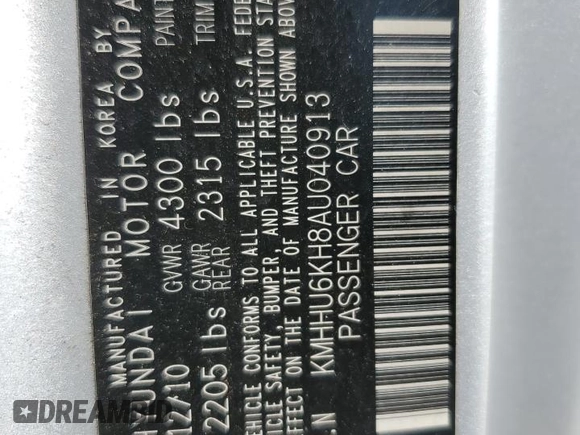 MANUFACTURED IN KOREA BY
HYUNDAI MOTOR COMPA
12/10 GVWR 4300 lbs PAINT
2205 lbs GAWR REAR 2315 lbs TRIM
VEHICLE CONFORMS TO ALL APPLICABLE U.S.A. FEDE
VEHICLE SAFETY, BUMPER, AND THEFT PREVENTION STA
EFFECT ON THE DATE OF MANUFACTURE SHOWN ABOV
KMHHU6KH8AU040913
PASSENGER CAR
DREAMBID